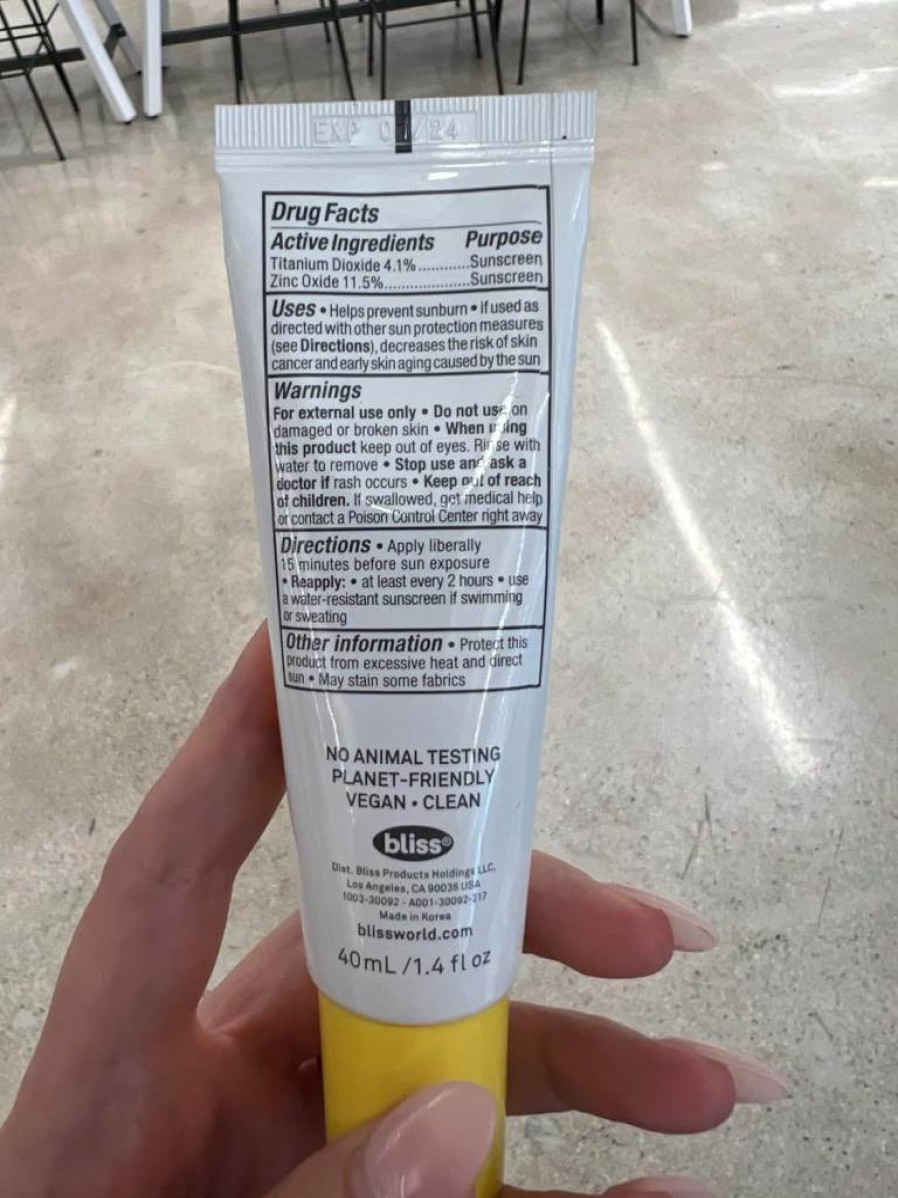 EXP 07/24
Drug Facts
Active Ingredients Purpose
Titanium Dioxide 4.1%............Sunscreen
Zinc Oxide 11.5%...................Sunscreen
Uses • Helps prevent sunburn • if used as
directed with other sun protection measures
(see Directions), decreases the risk of skin
cancer and early skin aging caused by the sun
Warnings
For external use only • Do not use on
damaged or broken skin • When using
this product keep out of eyes. Rinse with
water to remove • Stop use and ask a
doctor if rash occurs • Keep out of reach
of children. If swallowed, get medical help
or contact a Poison Control Center right away
Directions • Apply liberally
15 minutes before sun exposure
• Reapply: • at least every 2 hours • use
a water-resistant sunscreen if swimming
or sweating
Other information • Protect this
product from excessive heat and direct
sun • May stain some fabrics
NO ANIMAL TESTING
PLANET-FRIENDLY
VEGAN • CLEAN
bliss®
Dist. Bliss Products Holdings LLC,
Los Angeles, CA 90036 USA
1003-30092 - A001-30092-217
Made in Korea
blissworld.com
40mL/1.4 fl oz